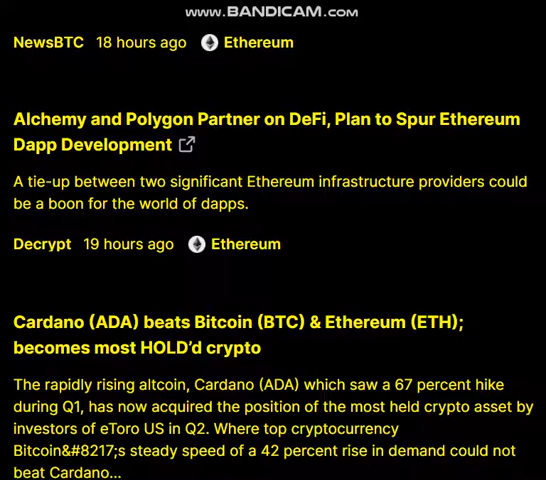 www.BANDICAM.com
NewsBTC 18 hours ago Ethereum
Alchemy and Polygon Partner on DeFi, Plan to Spur Ethereum
Dapp Development
A tie-up between two significant Ethereum infrastructure providers could
be a boon for the world of dapps.
Decrypt 19 hours ago Ethereum
Cardano (ADA) beats Bitcoin (BTC) & Ethereum (ETH);
becomes most HOLD’d crypto
The rapidly rising altcoin, Cardano (ADA) which saw a 67 percent hike
during Q1, has now acquired the position of the most held crypto asset by
investors of eToro US in Q2. Where top cryptocurrency
Bitcoin&#8217;s steady speed of a 42 percent rise in demand could not
beat Cardano...